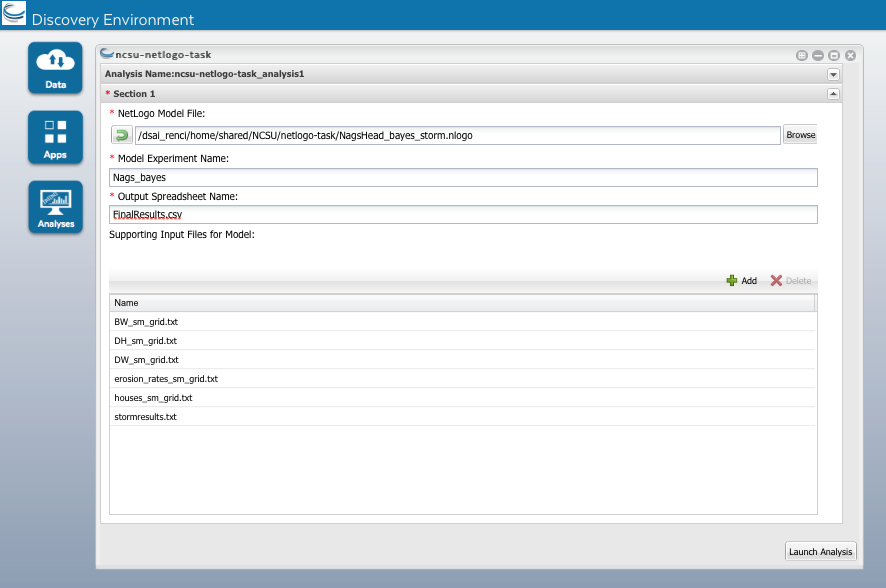 Discovery Environment
Data
Apps
Analyses
ncsu-netlogo-task
Analysis Name:ncsu-netlogo-task_analysis1
* Section 1
* NetLogo Model File:
/dsai_renci/home/shared/NCSU/netlogo-task/NagsHead_bayes_storm.nlogo
Browse
* Model Experiment Name:
Nags_bayes
* Output Spreadsheet Name:
FinalResults.csv
Supporting Input Files for Model:
Add Delete
Name
BW_sm_grid.txt
DH_sm_grid.txt
DW_sm_grid.txt
erosion_rates_sm_grid.txt
houses_sm_grid.txt
stormresults.txt
Launch Analysis